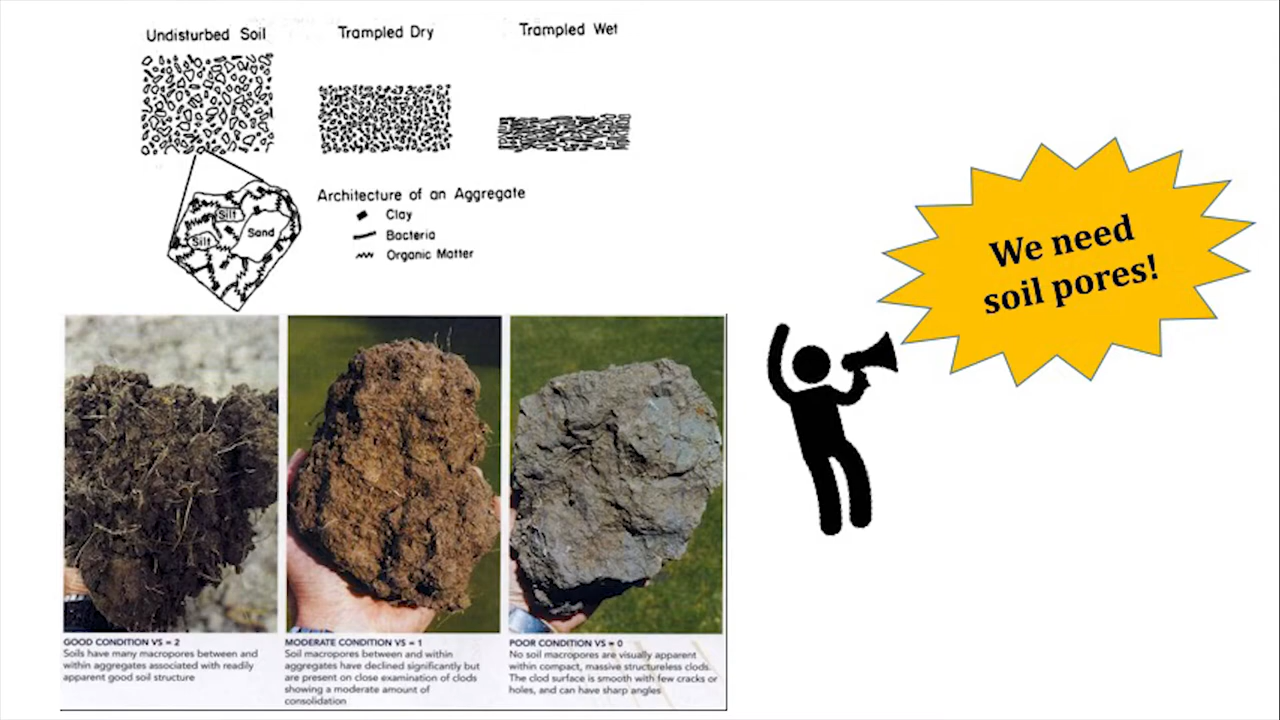 Undisturbed Soil
Trampled Dry
Trampled Wet
Architecture of an Aggregate
Clay
Bacteria
Organic Matter
Silt
Silt
Sand
We need
soil pores!
GOOD CONDITION VS = 2
Soils have many macropores between and
within aggregates associated with readily
apparent good soil structure
MODERATE CONDITION VS = 1
Soil macropores between and within
aggregates have declined significantly but
are present on close examination of clods
showing a moderate amount of
consolidation
POOR CONDITION VS = 0
No soil macropores are visually apparent
within compact, massive structureless clods.
The clod surface is smooth with few cracks or
holes, and can have sharp angles